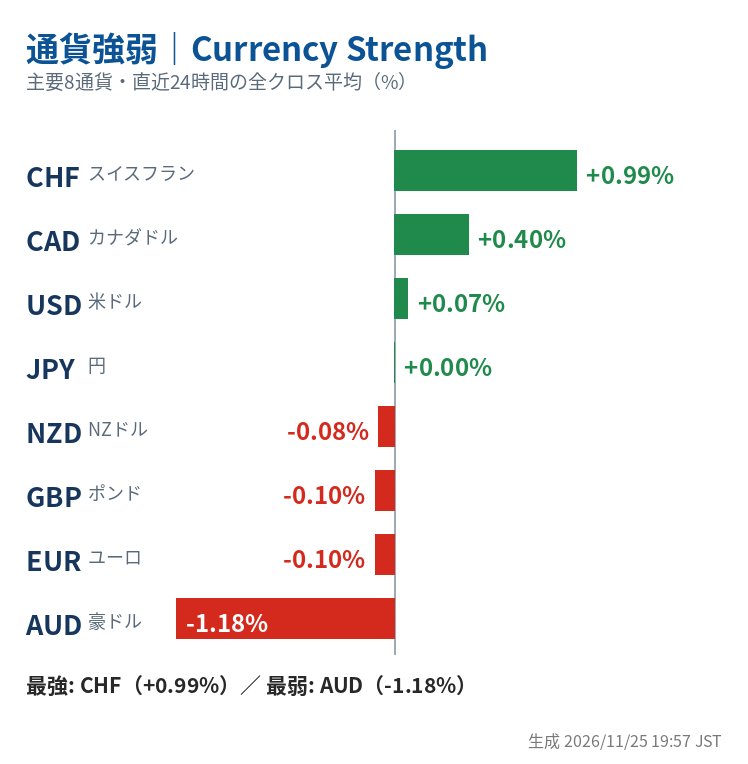 通貨強弱｜Currency Strength
主要8通貨・直近24時間の全クロス平均（%）
CHF スイスフラン +0.99%
CAD カナダドル +0.40%
USD 米ドル +0.07%
JPY 円 +0.00%
NZD NZドル -0.08%
GBP ポンド -0.10%
EUR ユーロ -0.10%
AUD 豪ドル -1.18%
最強: CHF（+0.99%）／ 最弱: AUD（-1.18%）
生成 2026/11/25 19:57 JST